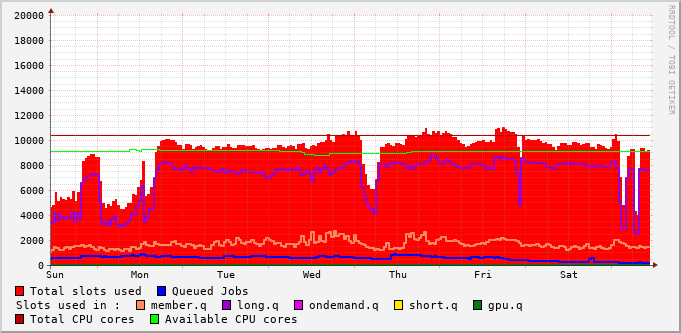 20000
18000
16000
14000
12000
10000
8000
6000
4000
2000
0
Sun Mon Tue Wed Thu Fri Sat
RRDTOOL / TOBI OETIKER
Total slots used Queued Jobs
Slots used in : member.q long.q ondemand.q short.q gpu.q
Total CPU cores Available CPU cores